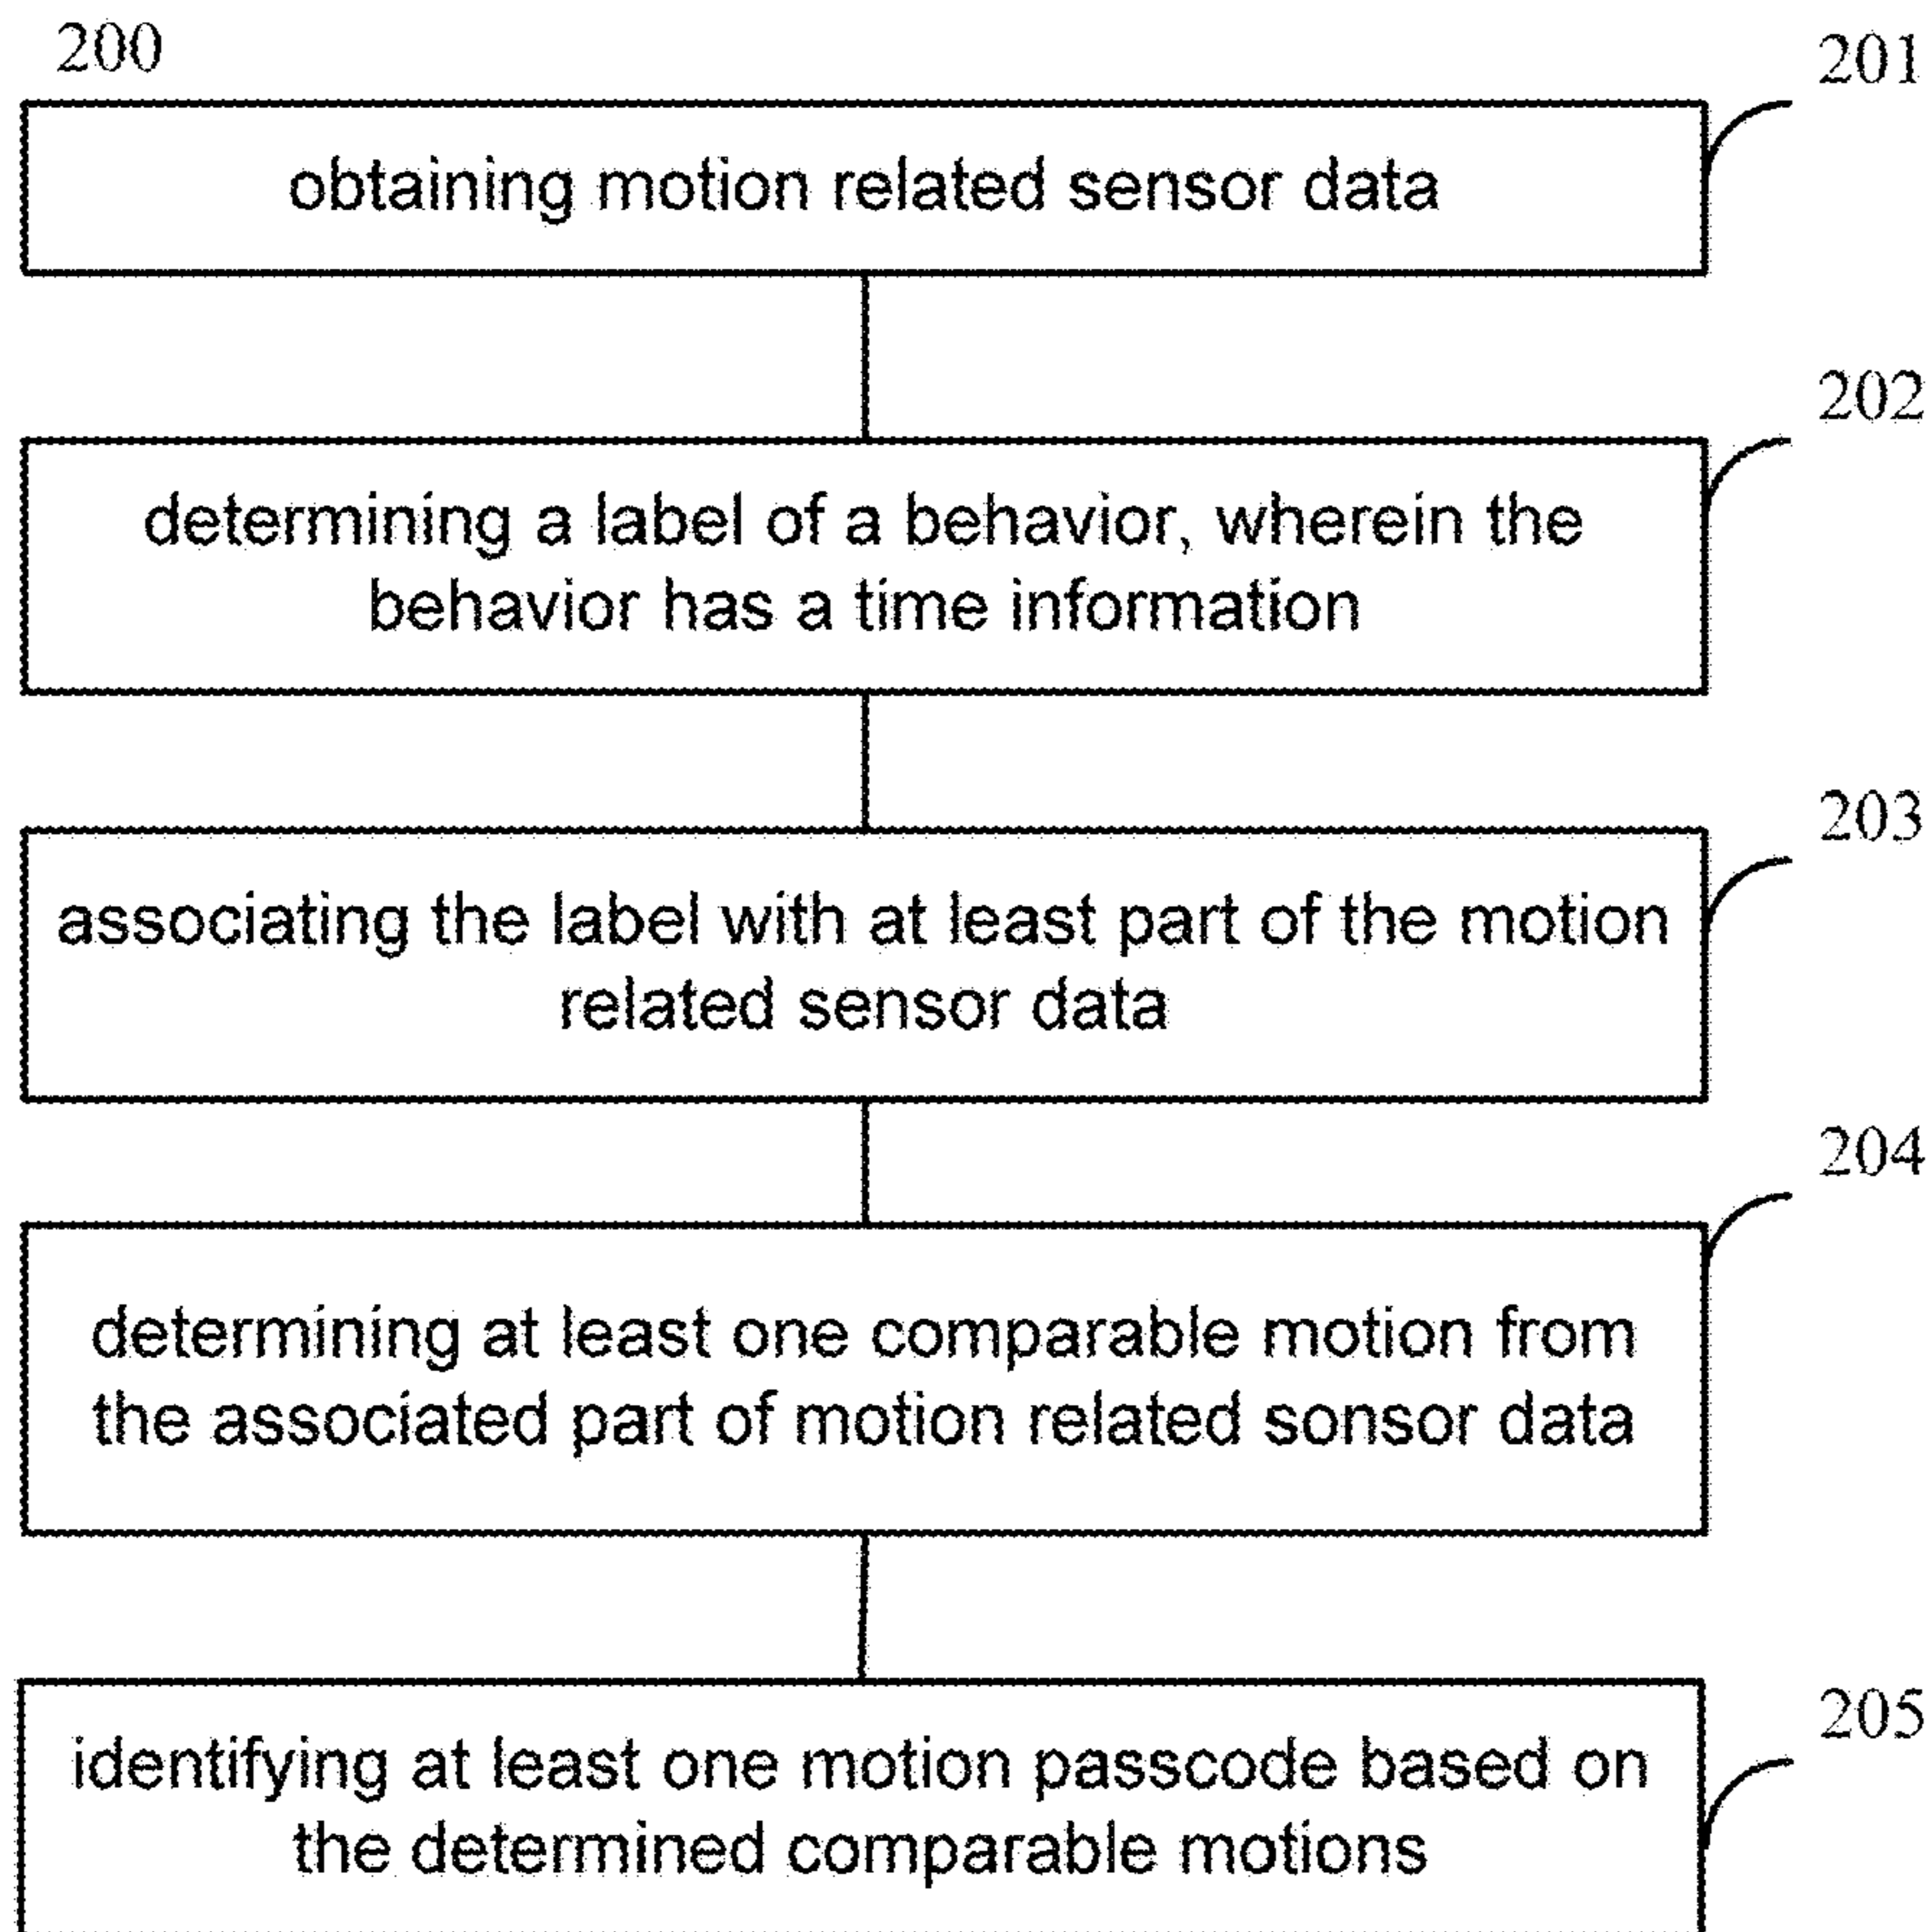 200
201
obtaining motion related sensor data
202
determining a label of a behavior, wherein the
behavior has a time information
203
associating the label with at least part of the motion
related sensor data
204
determining at least one comparable motion from
the associated part of motion related sonsor data
205
identifying at least one motion passcode based on
the determined comparable motions